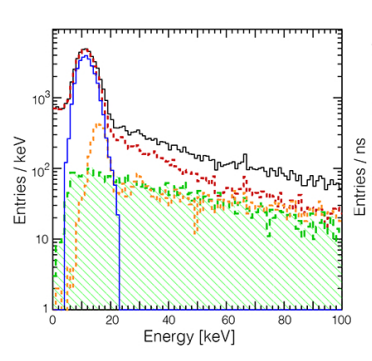 Entries / keV
10³
10²
10
1
0 20 40 60 80 100
Energy [keV]
Entries / ns